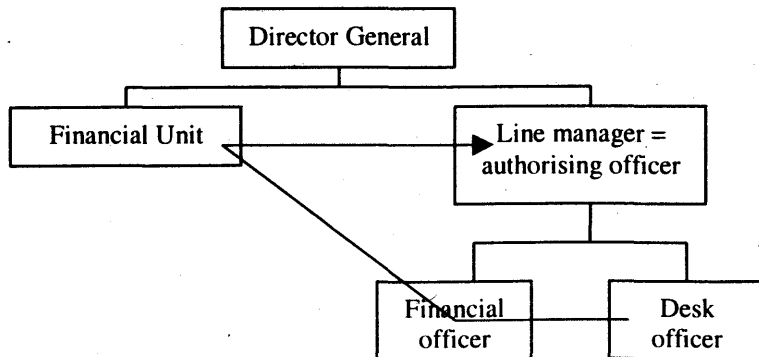 Director General
Financial Unit
Line manager =
authorising officer
Financial
officer
Desk
officer